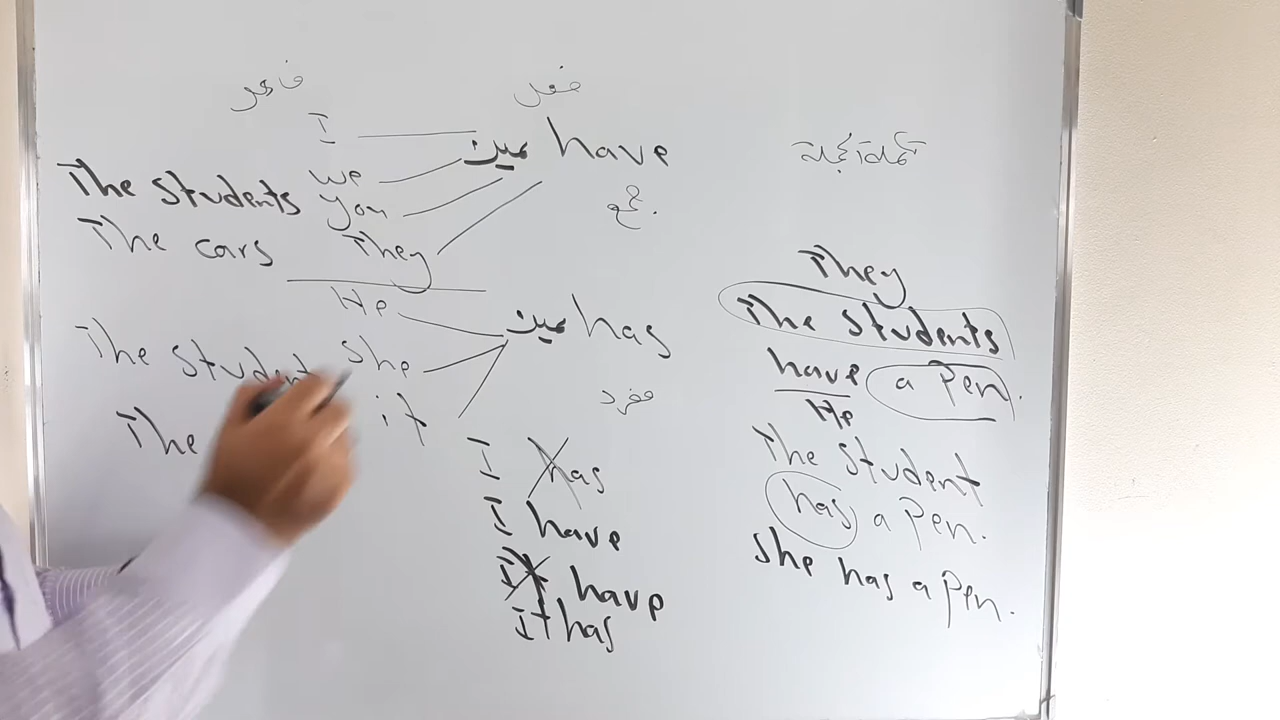 فاعل
فعل
I
have
تكملة الجملة
we
The students
you
جمع
The cars
They
He
has
The student
she
مفرد
The
it
I has
I have
It have
It has
They
The students
have a pen.
He
The student
has a pen.
she has a pen.